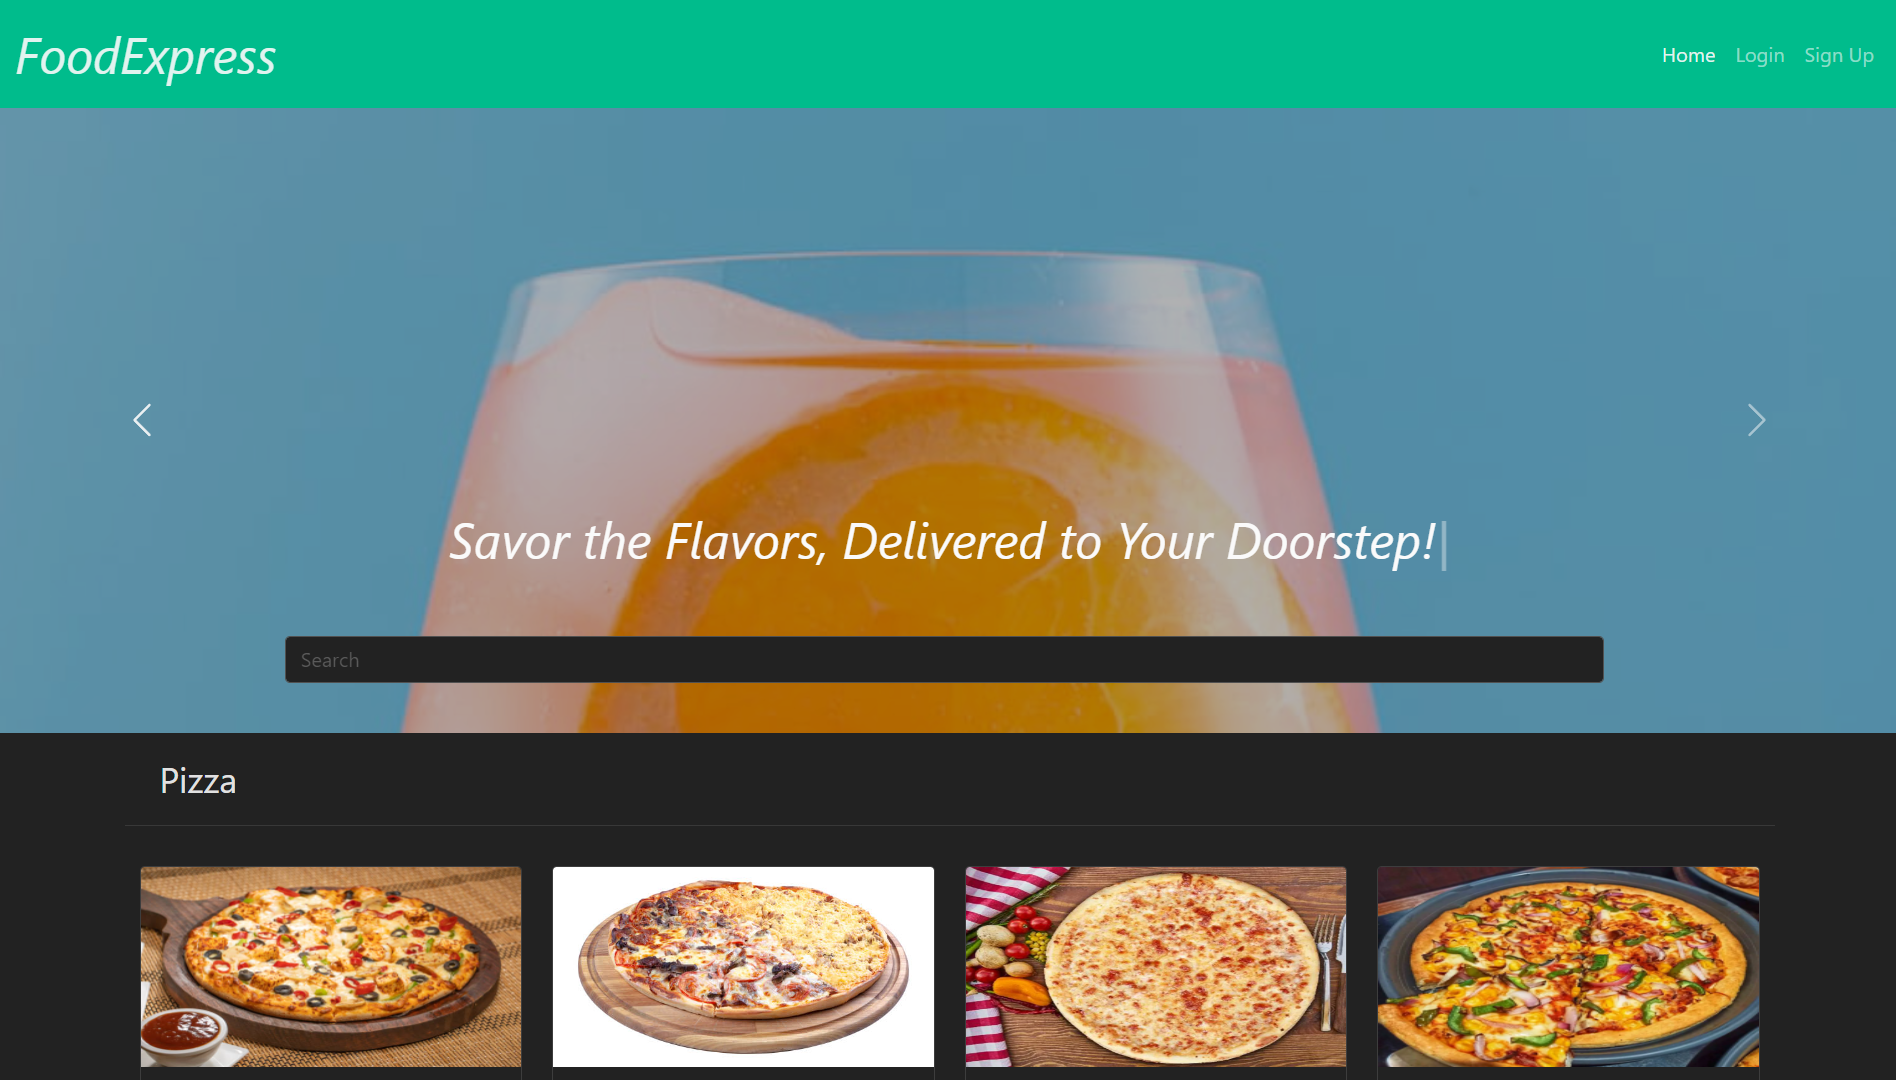 FoodExpress
Home Login Sign Up
Savor the Flavors, Delivered to Your Doorstep!
Search
Pizza